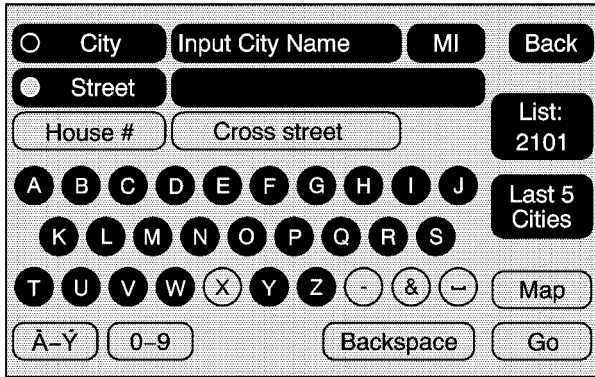 City Input City Name MI Back
Street
List:
2101
House # Cross street
A B C D E F G H I J
Last 5
Cities
K L M N O P Q R S
T U V W X Y Z - & ⎵ Map
À–Ý 0–9 Backspace Go